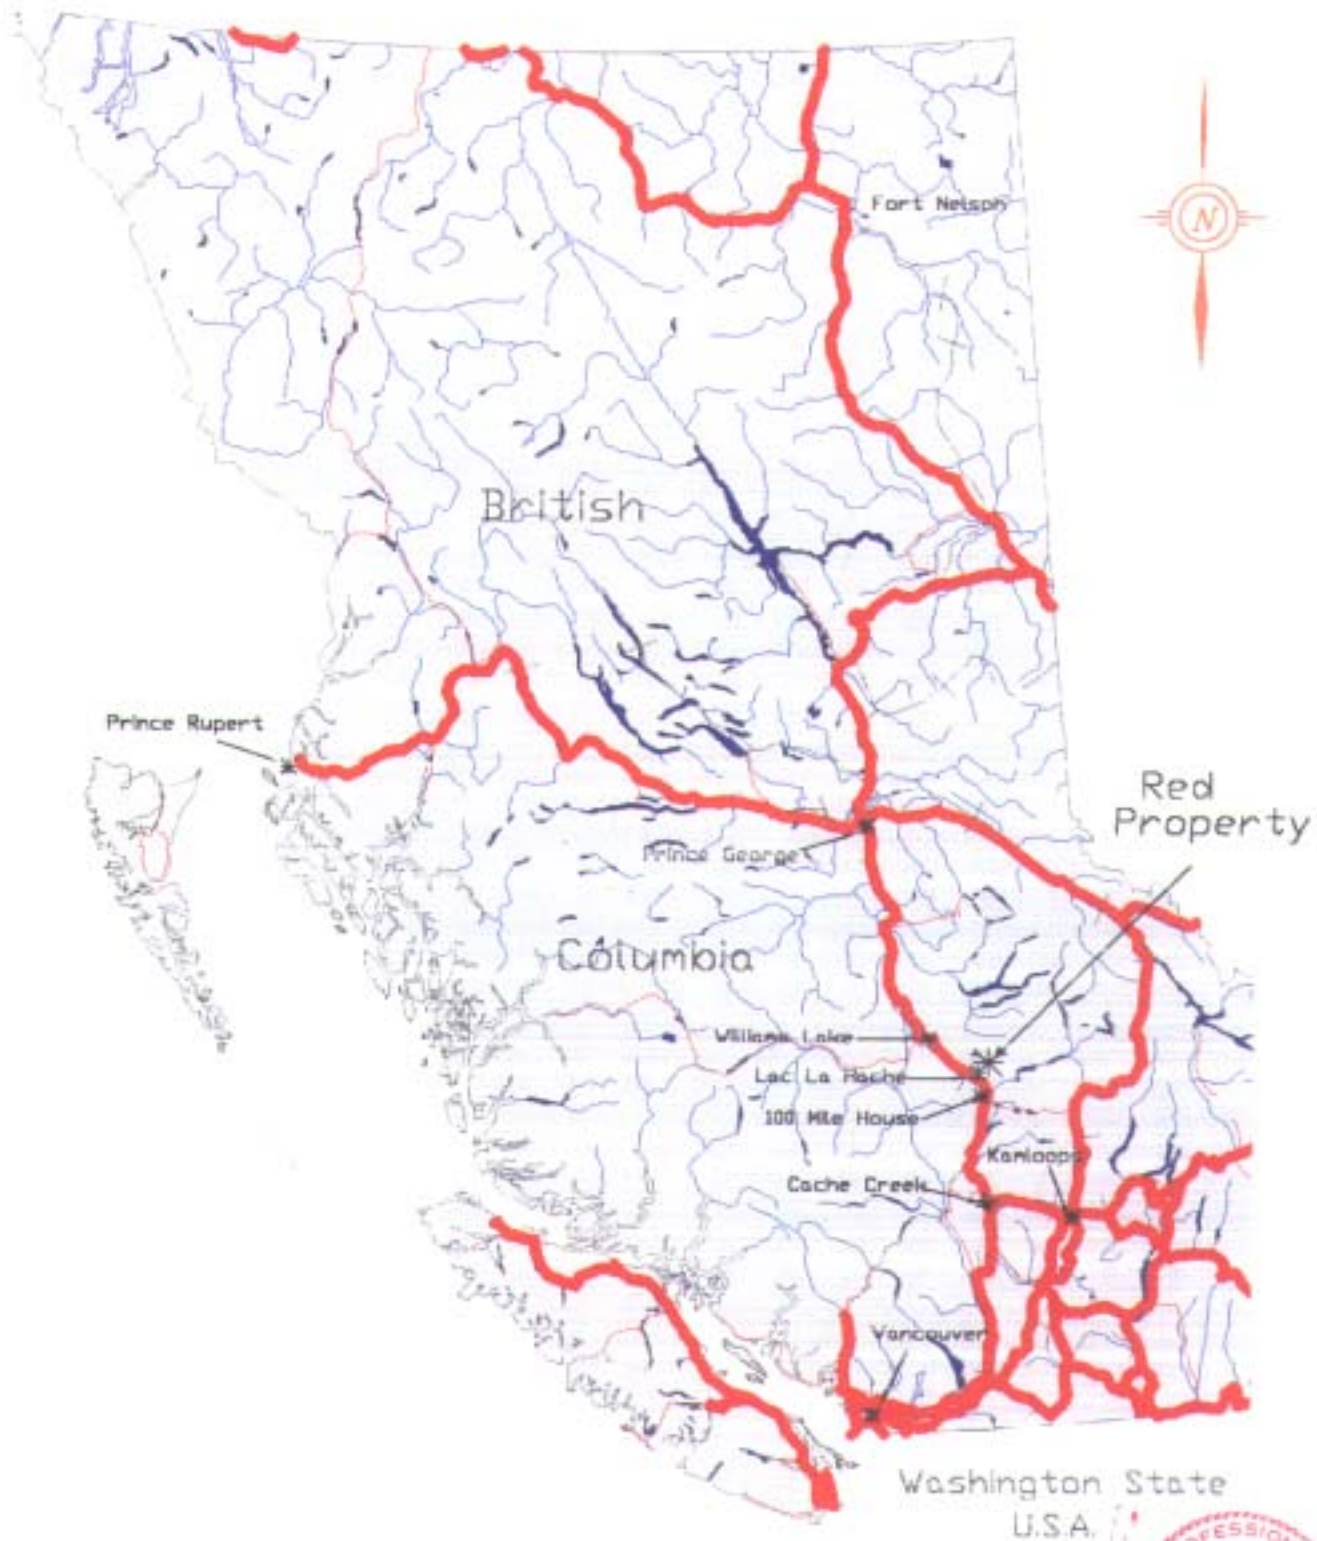 Fort Nelson
N
British
Prince Rupert
Red
Property
Prince George
Columbia
Williams Lake
Lac La Hache
100 Mile House
Kamloops
Cache Creek
Vancouver
Washington State
U.S.A.
OFESSION